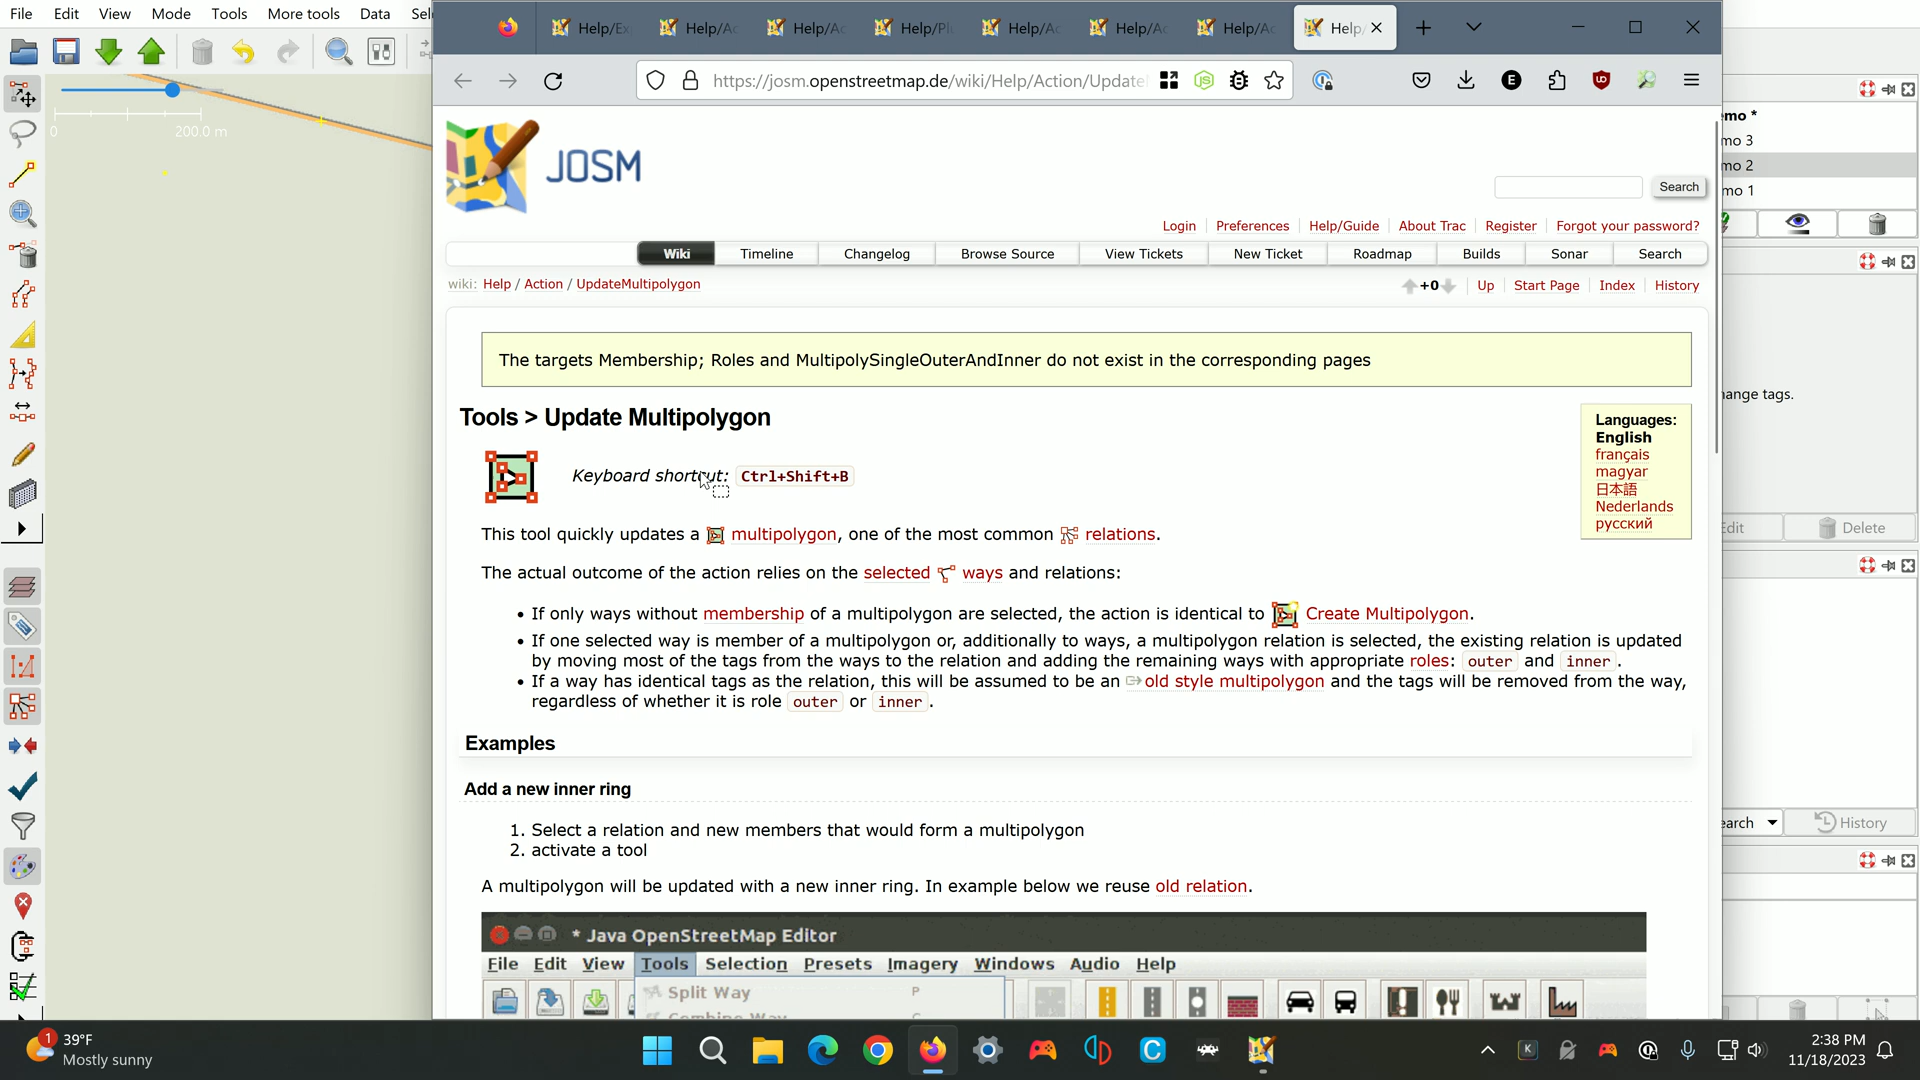 File Edit View Mode Tools More tools Data Sel
Help/Ex Help/Ac Help/Ac Help/Pl Help/Ac Help/Ac Help/Ac Help/
https://josm.openstreetmap.de/wiki/Help/Action/Update
0 200.0 m
JOSM
Search
Login Preferences Help/Guide About Trac Register Forgot your password?
Wiki Timeline Changelog Browse Source View Tickets New Ticket Roadmap Builds Sonar Search
wiki: Help / Action / UpdateMultipolygon
+0 Up Start Page Index History
The targets Membership; Roles and MultipolySingleOuterAndInner do not exist in the corresponding pages
Tools > Update Multipolygon
Languages:
English
français
magyar
日本語
Nederlands
русский
Keyboard shortcut: Ctrl+Shift+B
This tool quickly updates a multipolygon, one of the most common relations.
The actual outcome of the action relies on the selected ways and relations:
• If only ways without membership of a multipolygon are selected, the action is identical to Create Multipolygon.
• If one selected way is member of a multipolygon or, additionally to ways, a multipolygon relation is selected, the existing relation is updated
by moving most of the tags from the ways to the relation and adding the remaining ways with appropriate roles: outer and inner.
• If a way has identical tags as the relation, this will be assumed to be an old style multipolygon and the tags will be removed from the way,
regardless of whether it is role outer or inner.
Examples
Add a new inner ring
1. Select a relation and new members that would form a multipolygon
2. activate a tool
A multipolygon will be updated with a new inner ring. In example below we reuse old relation.
* Java OpenStreetMap Editor
File Edit View Tools Selection Presets Imagery Windows Audio Help
Split Way P
Combine Way
emo *
mo 3
mo 2
mo 1
hange tags.
Edit Delete
earch History
1 39°F
Mostly sunny
2:38 PM
11/18/2023